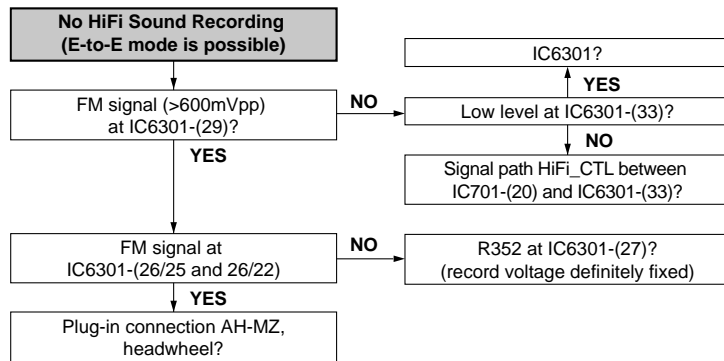 No HiFi Sound Recording
(E-to-E mode is possible)
IC6301?
YES
FM signal (>600mVpp)
at IC6301-(29)?
NO
Low level at IC6301-(33)?
YES
NO
Signal path HiFi_CTL between
IC701-(20) and IC6301-(33)?
FM signal at
IC6301-(26/25 and 26/22)
NO
R352 at IC6301-(27)?
(record voltage definitely fixed)
YES
Plug-in connection AH-MZ,
headwheel?